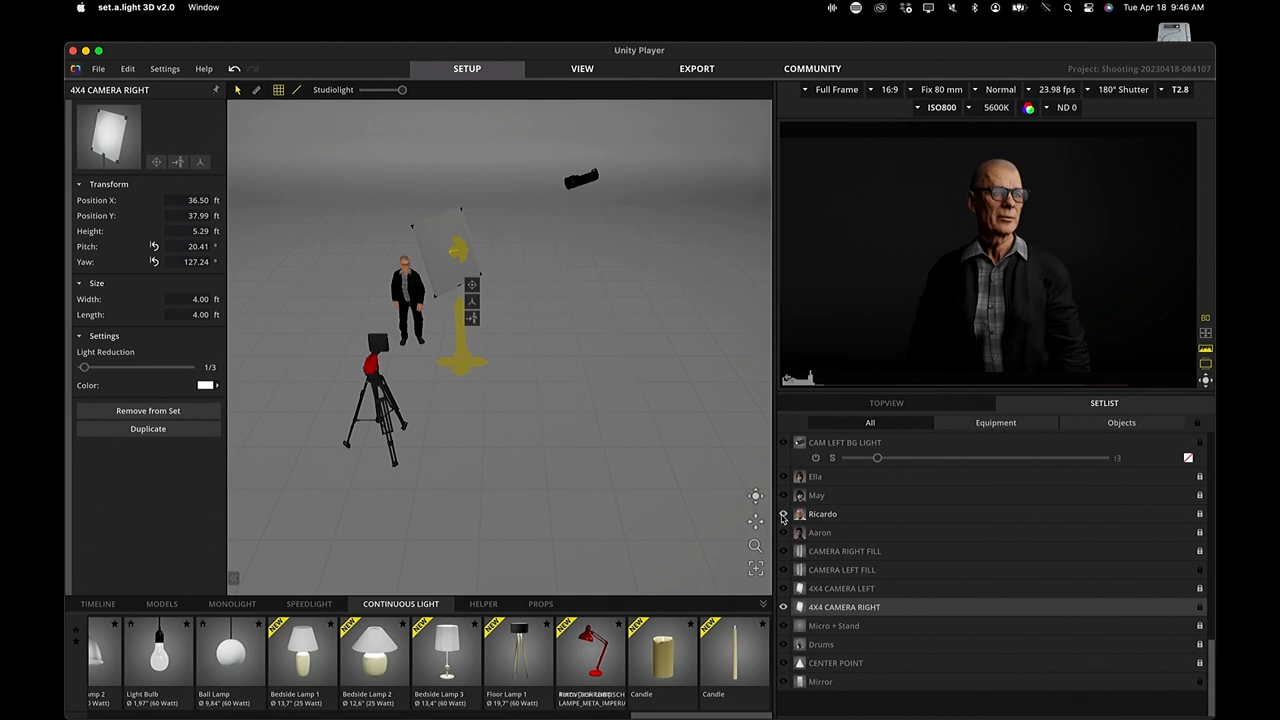 set.a.light 3D v2.0 Window Tue Apr 18 9:46 AM
Unity Player
File Edit Settings Help SETUP VIEW EXPORT COMMUNITY Project: Shooting-20230418-084107
4X4 CAMERA RIGHT Studiolight Full Frame 16:9 Fix 80 mm Normal 23.98 fps 180° Shutter T2.8
ISO800 5600K ND 0
Transform
Position X: 36.50 ft
Position Y: 37.99 ft
Height: 5.29 ft
Pitch: 20.41 °
Yaw: 127.24 °
Size
Width: 4.00 ft
Length: 4.00 ft
Settings
Light Reduction
1/3
Color:
Remove from Set
Duplicate
TOPVIEW SETLIST
All Equipment Objects
CAM LEFT BG LIGHT
S
Ella
May
Ricardo
Aaron
CAMERA RIGHT FILL
CAMERA LEFT FILL
4X4 CAMERA LEFT
4X4 CAMERA RIGHT
Micro + Stand
Drums
CENTER POINT
Mirror
TIMELINE MODELS MONOLIGHT SPEEDLIGHT CONTINUOUS LIGHT HELPER PROPS
NEW NEW NEW NEW NEW NEW NEW
mp 2 Light Bulb Ball Lamp Bedside Lamp 1 Bedside Lamp 2 Bedside Lamp 3 Floor Lamp 1 Candle Candle
Ø 1,97" (60 Watt) Ø 9,84" (60 Watt) Ø 13,7" (25 Watt) Ø 12,6" (25 Watt) Ø 13,4" (60 Watt) Ø 19,7" (60 Watt) LAMPE_META_IMPERIA